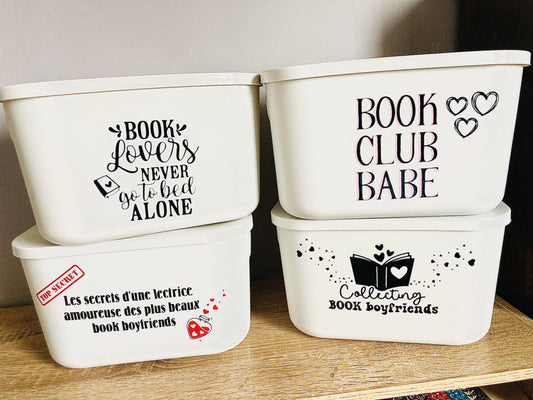 BOOK
Lovers
NEVER
go to bed
ALONE
BOOK
CLUB
BABE
TOP SECRET
Les secrets d'une lectrice
amoureuse des plus beaux
book boyfriends
Collecting
BOOK boyfriends